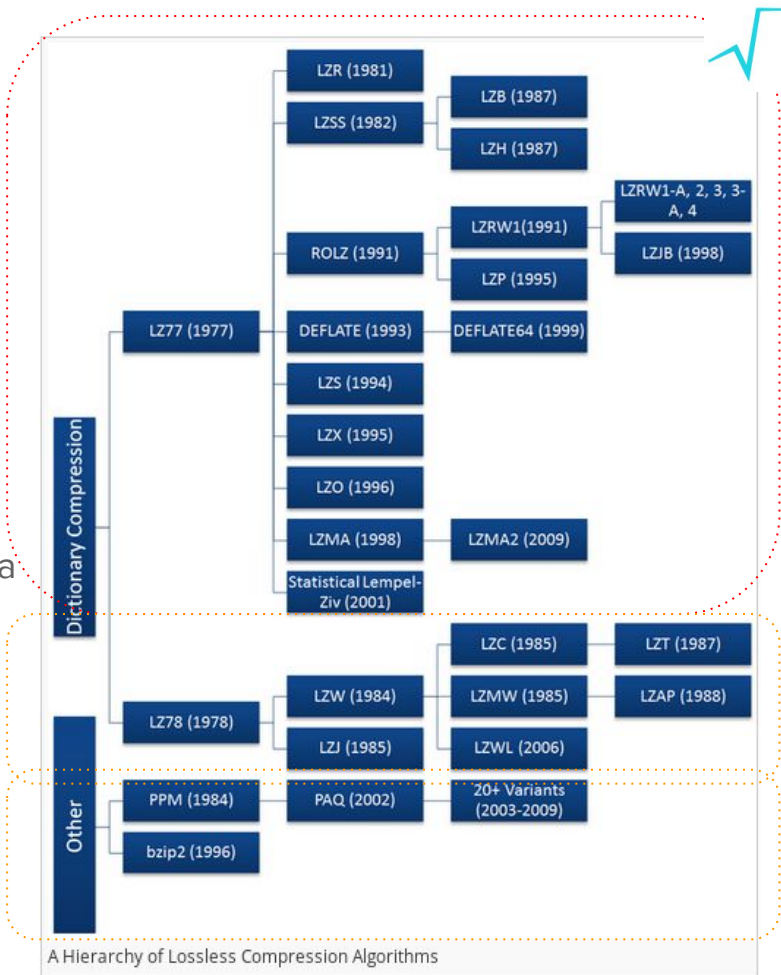 LZR (1981)
LZSS (1982)
LZB (1987)
LZH (1987)
ROLZ (1991)
LZRW1(1991)
LZRW1-A, 2, 3, 3-
A, 4
LZJB (1998)
LZP (1995)
LZ77 (1977)
DEFLATE (1993)
DEFLATE64 (1999)
LZS (1994)
LZX (1995)
LZO (1996)
LZMA (1998)
LZMA2 (2009)
Statistical Lempel-
Ziv (2001)
Dictionary Compression
a
LZ78 (1978)
LZW (1984)
LZJ (1985)
LZC (1985)
LZT (1987)
LZMW (1985)
LZAP (1988)
LZWL (2006)
Other
PPM (1984)
PAQ (2002)
20+ Variants
(2003-2009)
bzip2 (1996)
A Hierarchy of Lossless Compression Algorithms